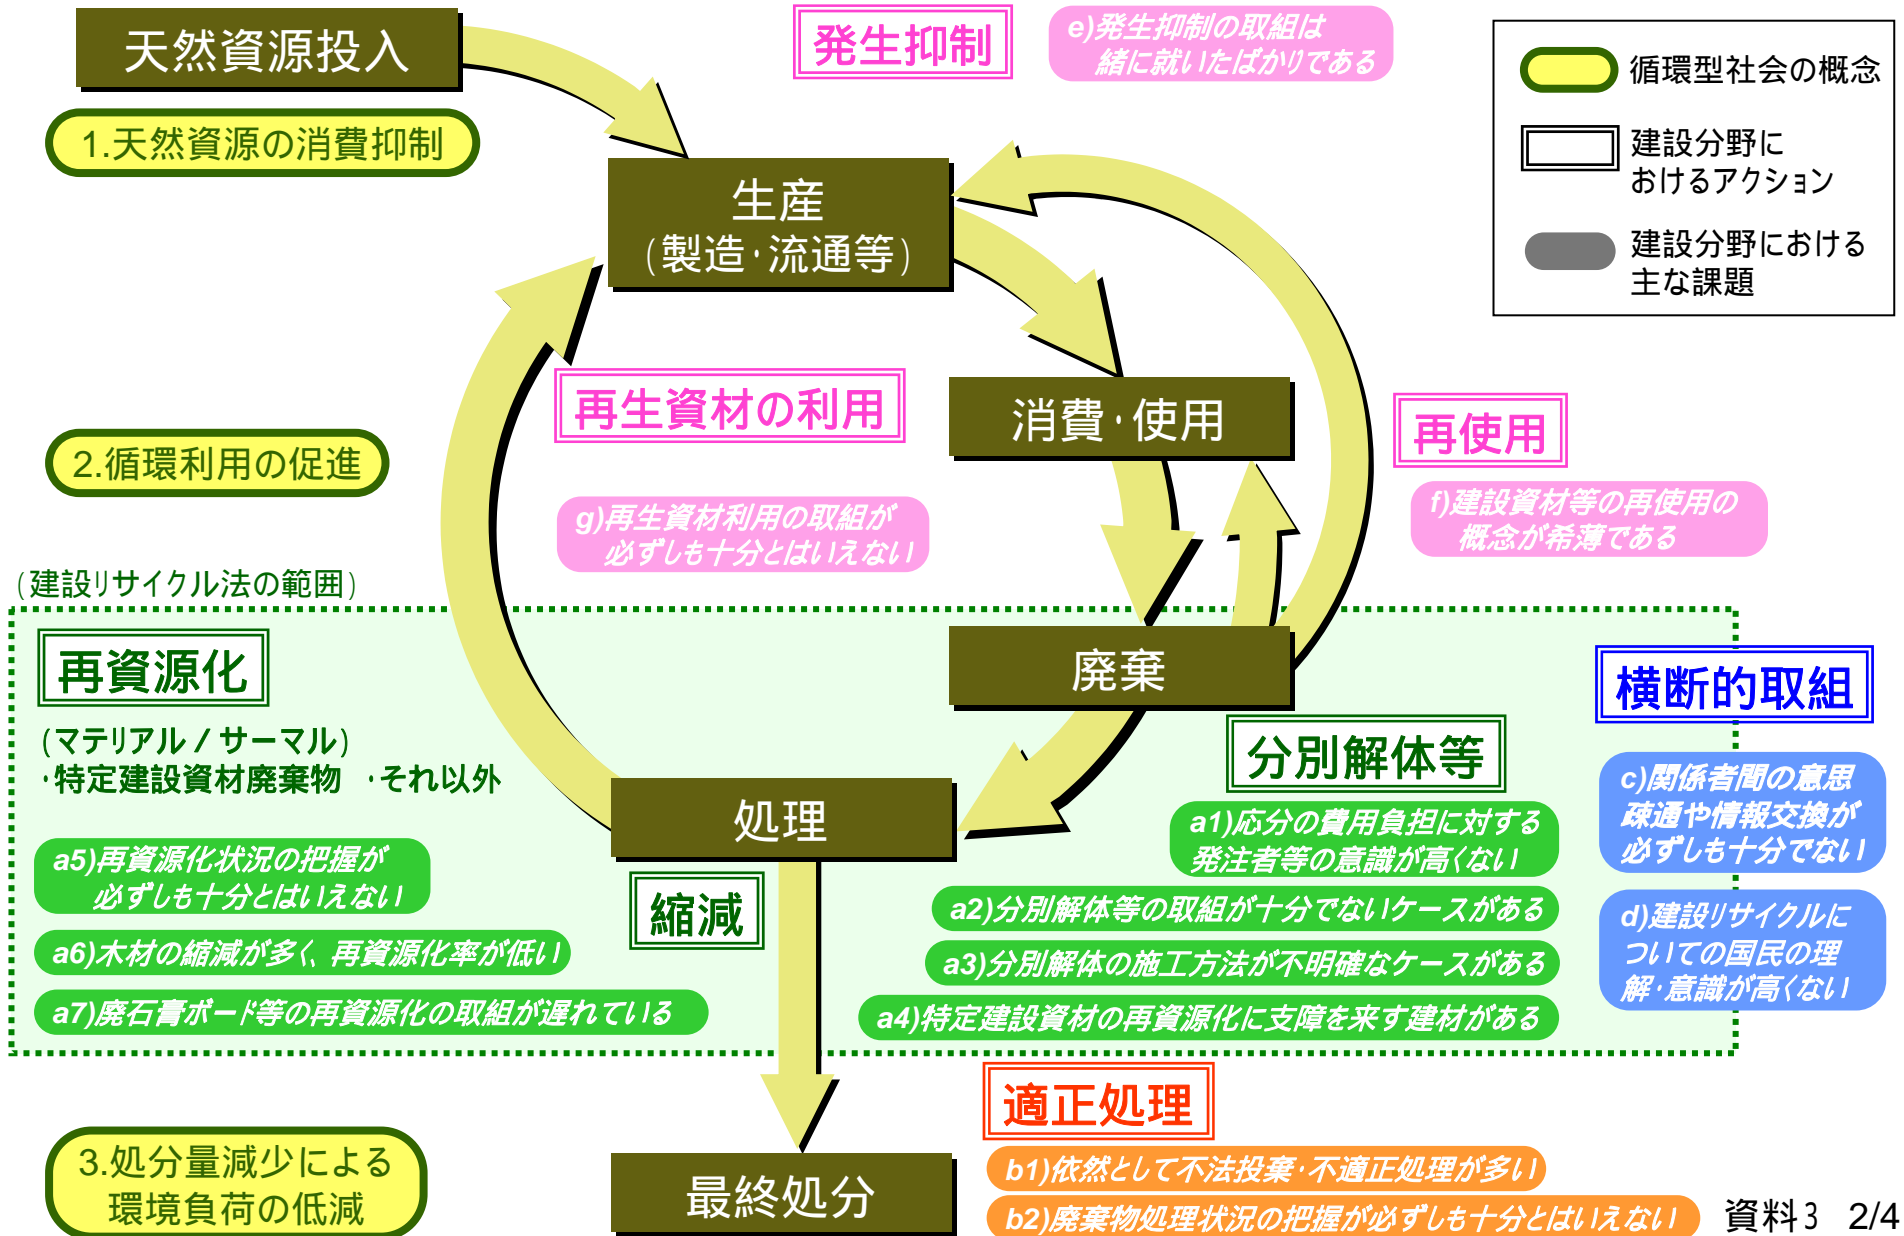 天然資源投入
発生抑制
e)発生抑制の取組は
緒に就いたばかりである
循環型社会の概念
建設分野に
おけるアクション
建設分野における
主な課題
1.天然資源の消費抑制
生産
(製造・流通等)
再生資材の利用
消費・使用
再使用
2.循環利用の促進
g)再生資材利用の取組が
必ずしも十分とはいえない
f)建設資材等の再使用の
概念が希薄である
(建設リサイクル法の範囲)
再資源化
(マテリアル/サーマル)
・特定建設資材廃棄物 ・それ以外
廃棄
横断的取組
分別解体等
c)関係者間の意思
疎通や情報交換が
必ずしも十分でない
処理
a1)応分の費用負担に対する
発注者等の意識が高くない
a5)再資源化状況の把握が
必ずしも十分とはいえない
縮減
a2)分別解体等の取組が十分でないケースがある
d)建設リサイクルに
ついての国民の理
解・意識が高くない
a6)木材の縮減が多く、再資源化率が低い
a3)分別解体の施工方法が不明確なケースがある
a7)廃石膏ボード等の再資源化の取組が遅れている
a4)特定建設資材の再資源化に支障を来す建材がある
適正処理
3.処分量減少による
環境負荷の低減
最終処分
b1)依然として不法投棄・不適正処理が多い
b2)廃棄物処理状況の把握が必ずしも十分とはいえない
資料3 2/4